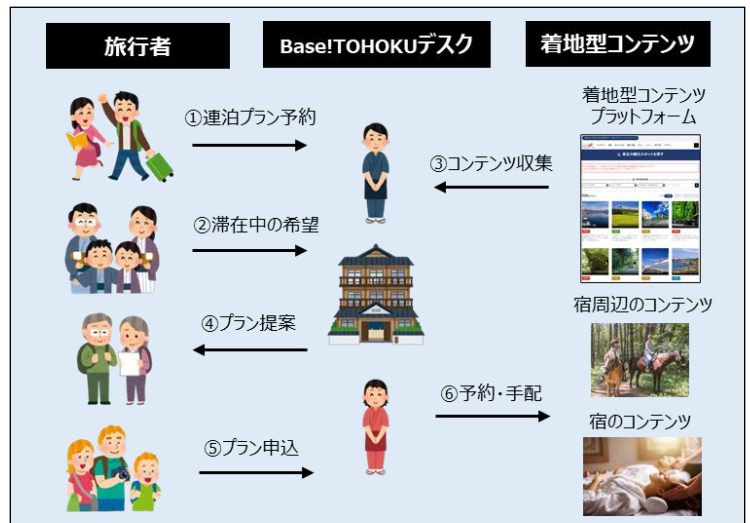 旅行者
Base!TOHOKUデスク
着地型コンテンツ
①連泊プラン予約
着地型コンテンツ
プラットフォーム
③コンテンツ収集
②滞在中の希望
④プラン提案
宿周辺のコンテンツ
⑥予約・手配
宿のコンテンツ
⑤プラン申込